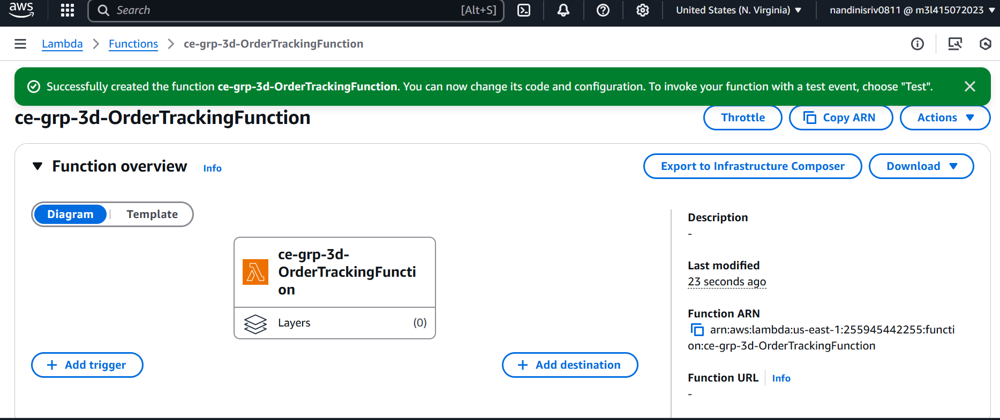 aws
Search
[Alt+S]
United States (N. Virginia)
nandinisriv0811 @ m3l415072023
Lambda
Functions
ce-grp-3d-OrderTrackingFunction
Successfully created the function ce-grp-3d-OrderTrackingFunction. You can now change its code and configuration. To invoke your function with a test event, choose "Test".
ce-grp-3d-OrderTrackingFunction
Throttle
Copy ARN
Actions
Function overview
Info
Export to Infrastructure Composer
Download
Diagram
Template
ce-grp-3d-
OrderTrackingFuncti
on
Layers
(0)
+ Add trigger
+ Add destination
Description
-
Last modified
23 seconds ago
Function ARN
arn:aws:lambda:us-east-1:255945442255:functi
on:ce-grp-3d-OrderTrackingFunction
Function URL
Info
-